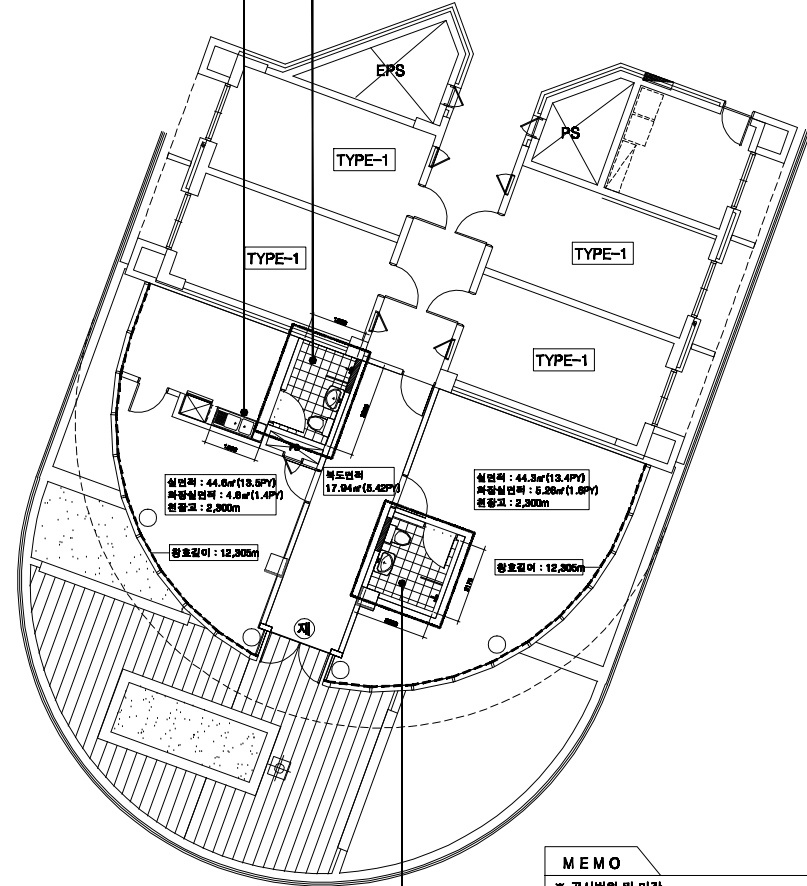 EPS
PS
TYPE-1
TYPE-1
TYPE-1
TYPE-1
실면적 : 44.6㎡(13.5PY)
화장실면적 : 4.6㎡(1.4PY)
천장고 : 2,300m
창호길이 : 12,305m
복도면적
17.94㎡(5.42PY)
실면적 : 44.3㎡(13.4PY)
화장실면적 : 5.26㎡(1.6PY)
천장고 : 2,300m
창호길이 : 12,305m
재
MEMO